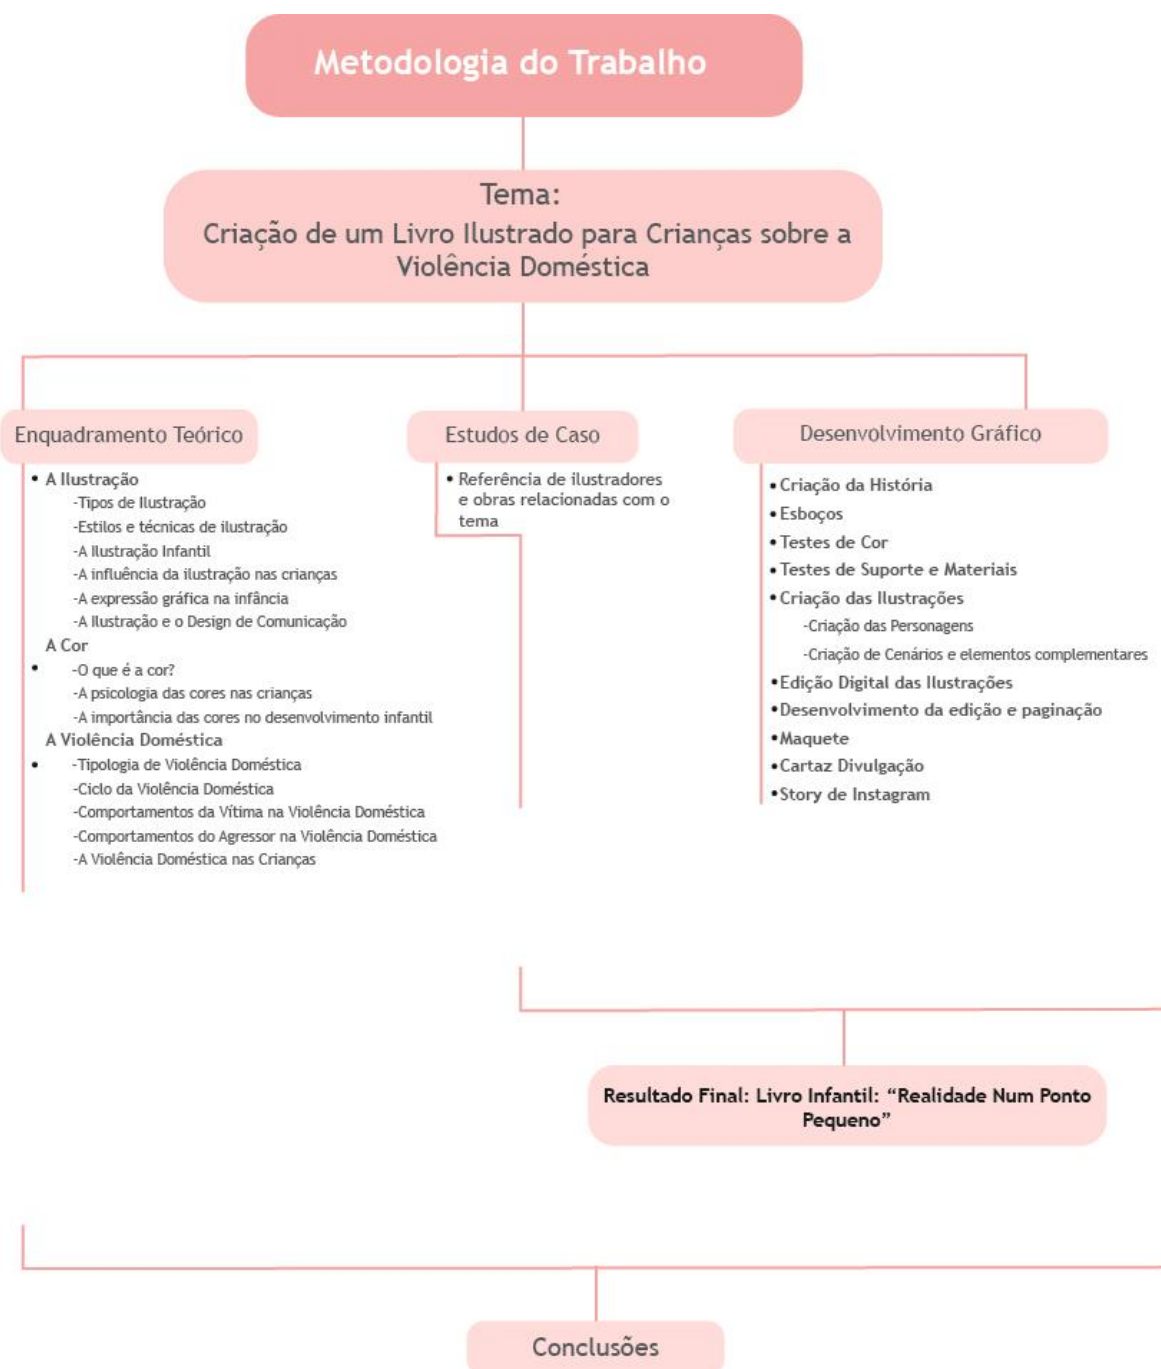 Metodologia do Trabalho
Tema:
Criação de um Livro Ilustrado para Crianças sobre a
Violência Doméstica
Enquadramento Teórico
• A Ilustração
-Tipos de Ilustração
-Estilos e técnicas de ilustração
-A Ilustração Infantil
-A influência da ilustração nas crianças
-A expressão gráfica na infância
-A Ilustração e o Design de Comunicação
A Cor
• -O que é a cor?
-A psicologia das cores nas crianças
-A importância das cores no desenvolvimento infantil
A Violência Doméstica
• -Tipologia de Violência Doméstica
-Ciclo da Violência Doméstica
-Comportamentos da Vítima na Violência Doméstica
-Comportamentos do Agressor na Violência Doméstica
-A Violência Doméstica nas Crianças
Estudos de Caso
• Referência de ilustradores
e obras relacionadas com o
tema
Desenvolvimento Gráfico
• Criação da História
• Esboços
• Testes de Cor
• Testes de Suporte e Materiais
• Criação das Ilustrações
-Criação das Personagens
-Criação de Cenários e elementos complementares
• Edição Digital das Ilustrações
• Desenvolvimento da edição e paginação
• Maquete
• Cartaz Divulgação
• Story de Instagram
Resultado Final: Livro Infantil: “Realidade Num Ponto
Pequeno”
Conclusões